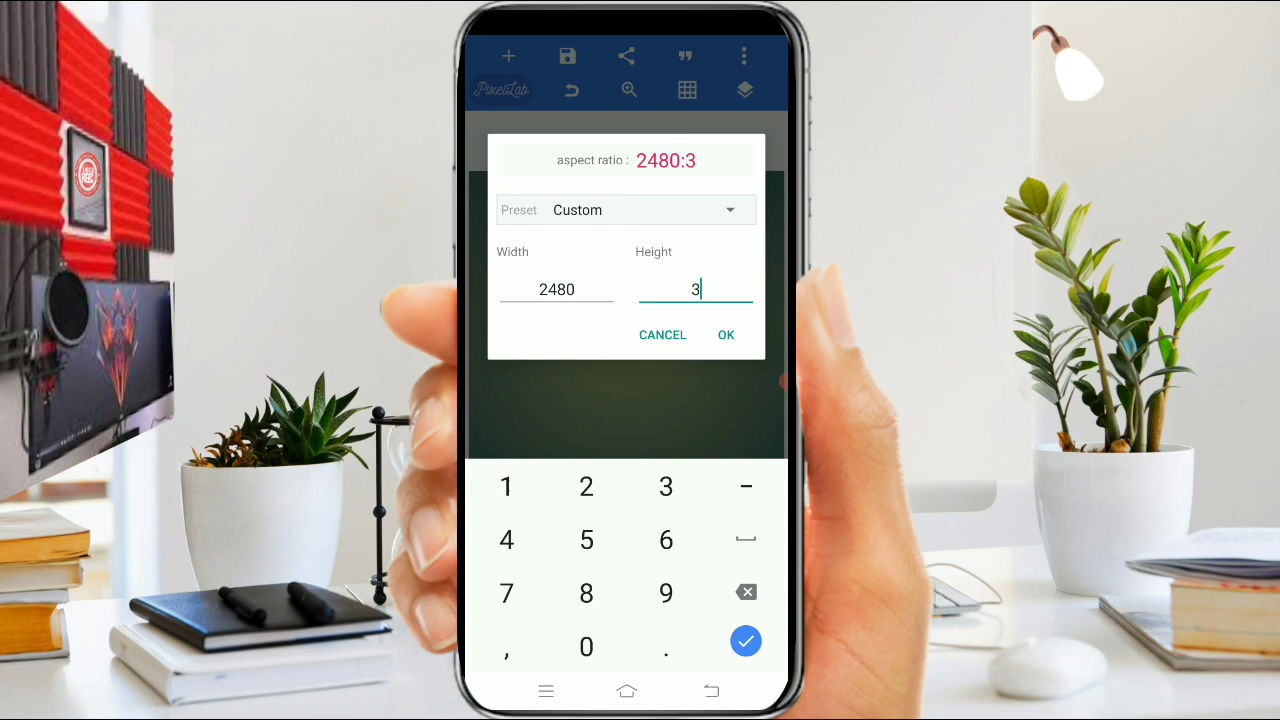 PixelLab
aspect ratio : 2480:3
Preset Custom
Width Height
2480 3
CANCEL OK
1 2 3 -
4 5 6
7 8 9
, 0 .